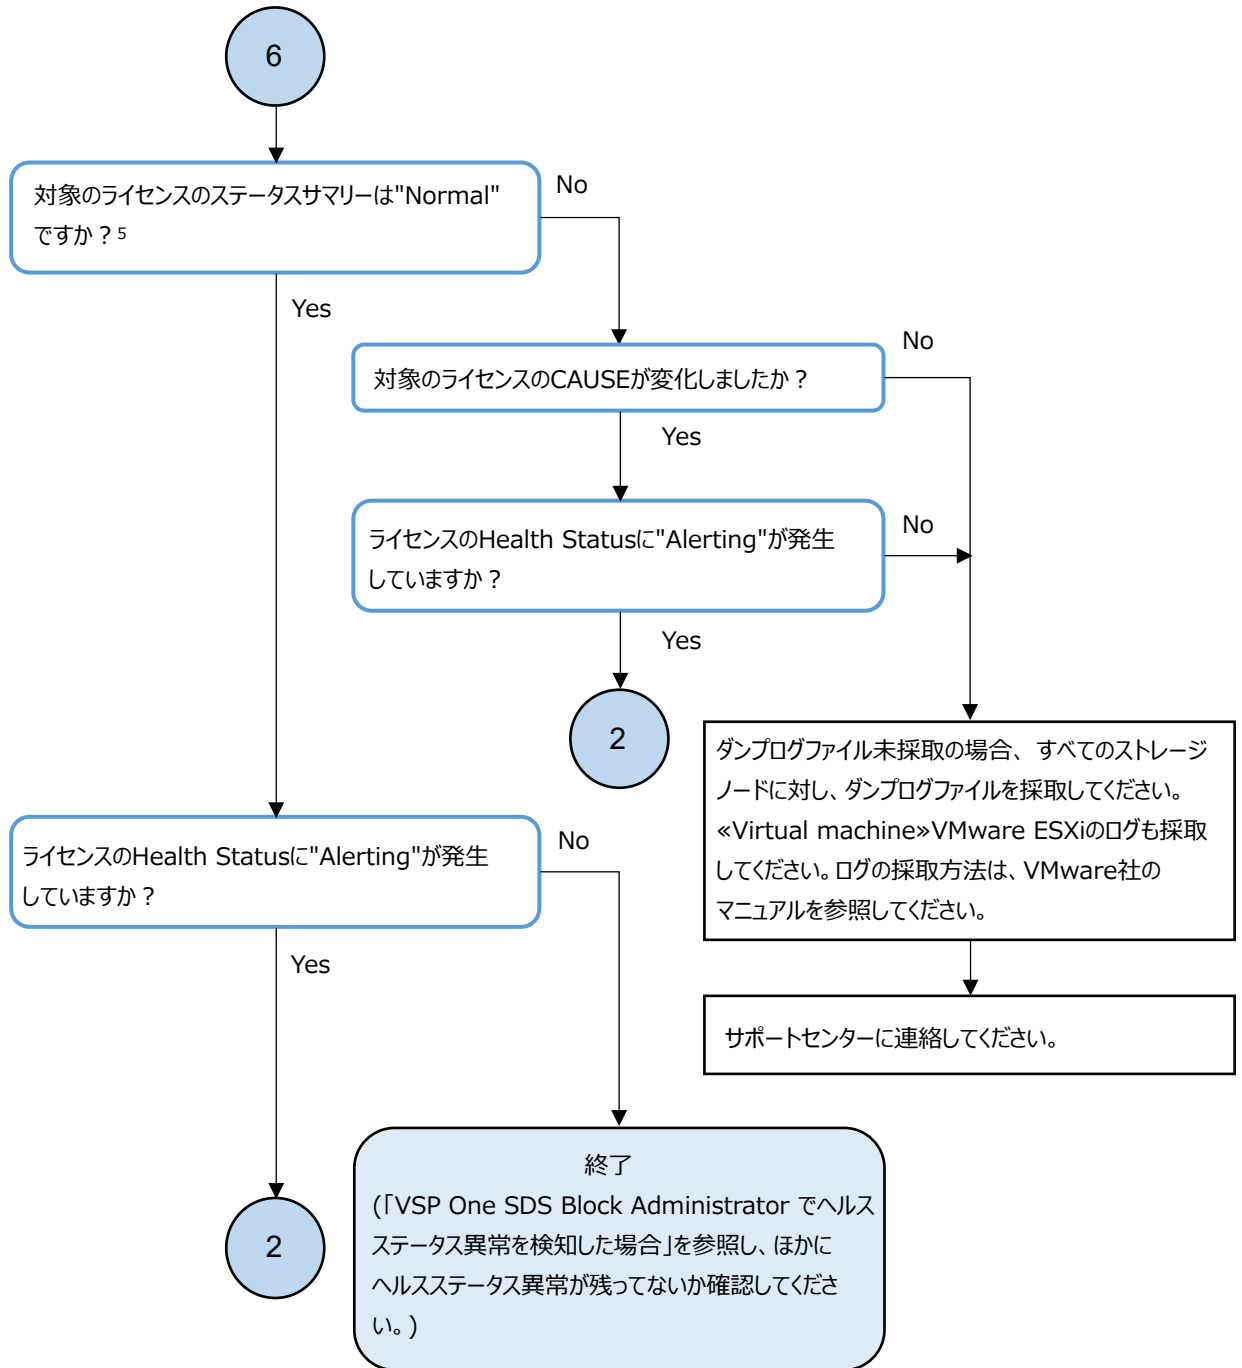 6
対象のライセンスのステータスサマリーは"Normal"
ですか？5
No
Yes
対象のライセンスのCAUSEが変化しましたか？
No
Yes
ライセンスのHealth Statusに"Alerting"が発生
していますか？
No
Yes
2
ダンプログファイル未採取の場合、すべてのストレージ
ノードに対し、ダンプログファイルを採取してください。
«Virtual machine»VMware ESXiのログも採取
してください。ログの採取方法は、VMware社の
マニュアルを参照してください。
サポートセンターに連絡してください。
ライセンスのHealth Statusに"Alerting"が発生
していますか？
No
Yes
2
終了
(「VSP One SDS Block Administrator でヘルス
ステータス異常を検知した場合」を参照し、ほかに
ヘルスステータス異常が残ってないか確認してくださ
い。)